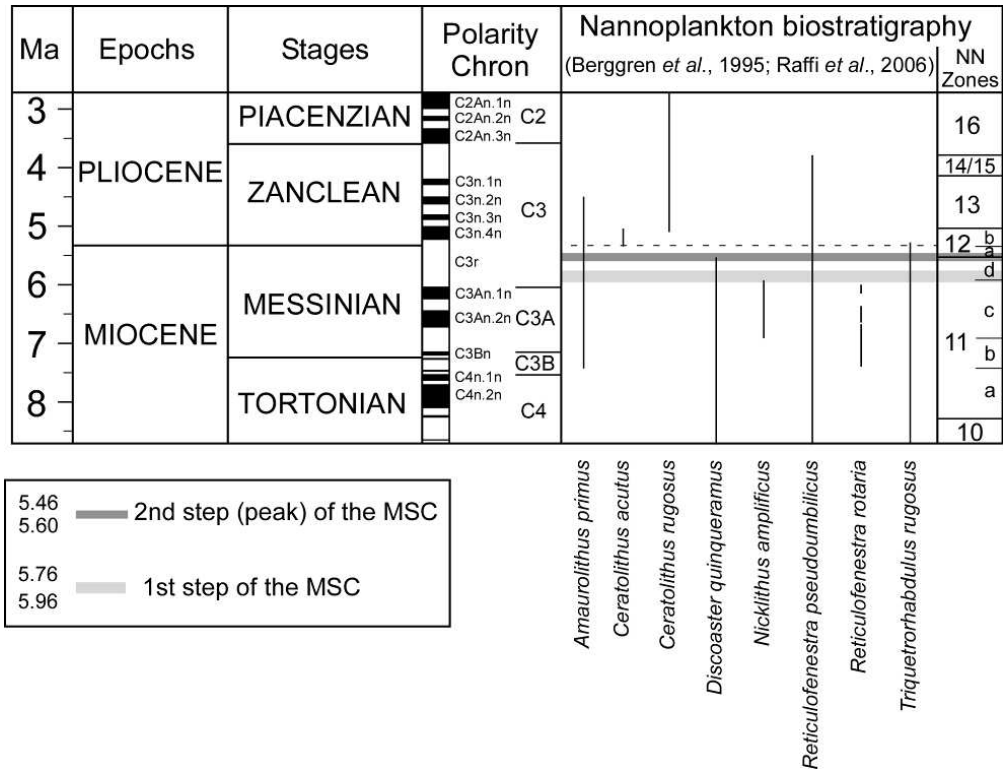 Ma
Epochs
Stages
Polarity
Chron
Nannoplankton biostratigraphy
(Berggren et al., 1995; Raffi et al., 2006)
NN
Zones
3
4
5
6
7
8
PLIOCENE
MIOCENE
PIACENZIAN
ZANCLEAN
MESSINIAN
TORTONIAN
C2An.1n
C2An.2n
C2An.3n
C3n.1n
C3n.2n
C3n.3n
C3n.4n
C3r
C3An.1n
C3An.2n
C3Bn
C4n.1n
C4n.2n
C2
C3
C3A
C3B
C4
16
14/15
13
12
b
a
d
c
11
b
a
10
5.46
5.60
2nd step (peak) of the MSC
5.76
5.96
1st step of the MSC
Amaurolithus primus
Ceratolithus acutus
Ceratolithus rugosus
Discoaster quinqueramus
Nicklithus amplificus
Reticulofenestra pseudoumbilicus
Reticulofenestra rotaria
Triquetrorhabdulus rugosus